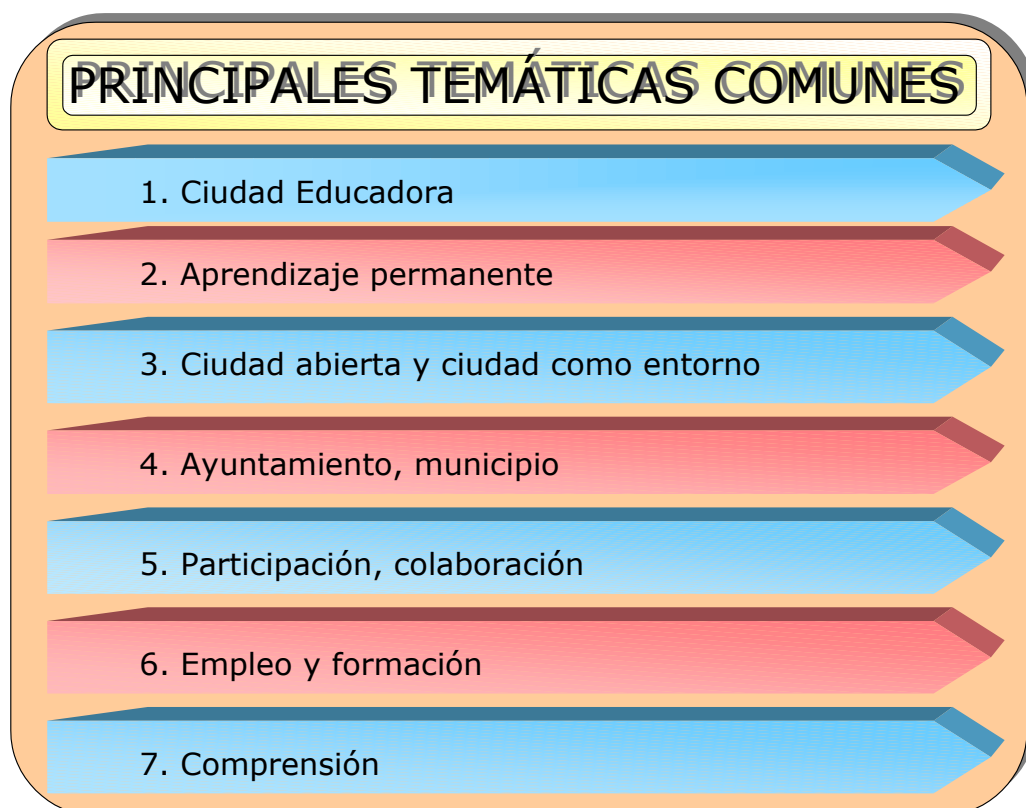 PRINCIPALES TEMÁTICAS COMUNES
1. Ciudad Educadora
2. Aprendizaje permanente
3. Ciudad abierta y ciudad como entorno
4. Ayuntamiento, municipio
5. Participación, colaboración
6. Empleo y formación
7. Comprensión